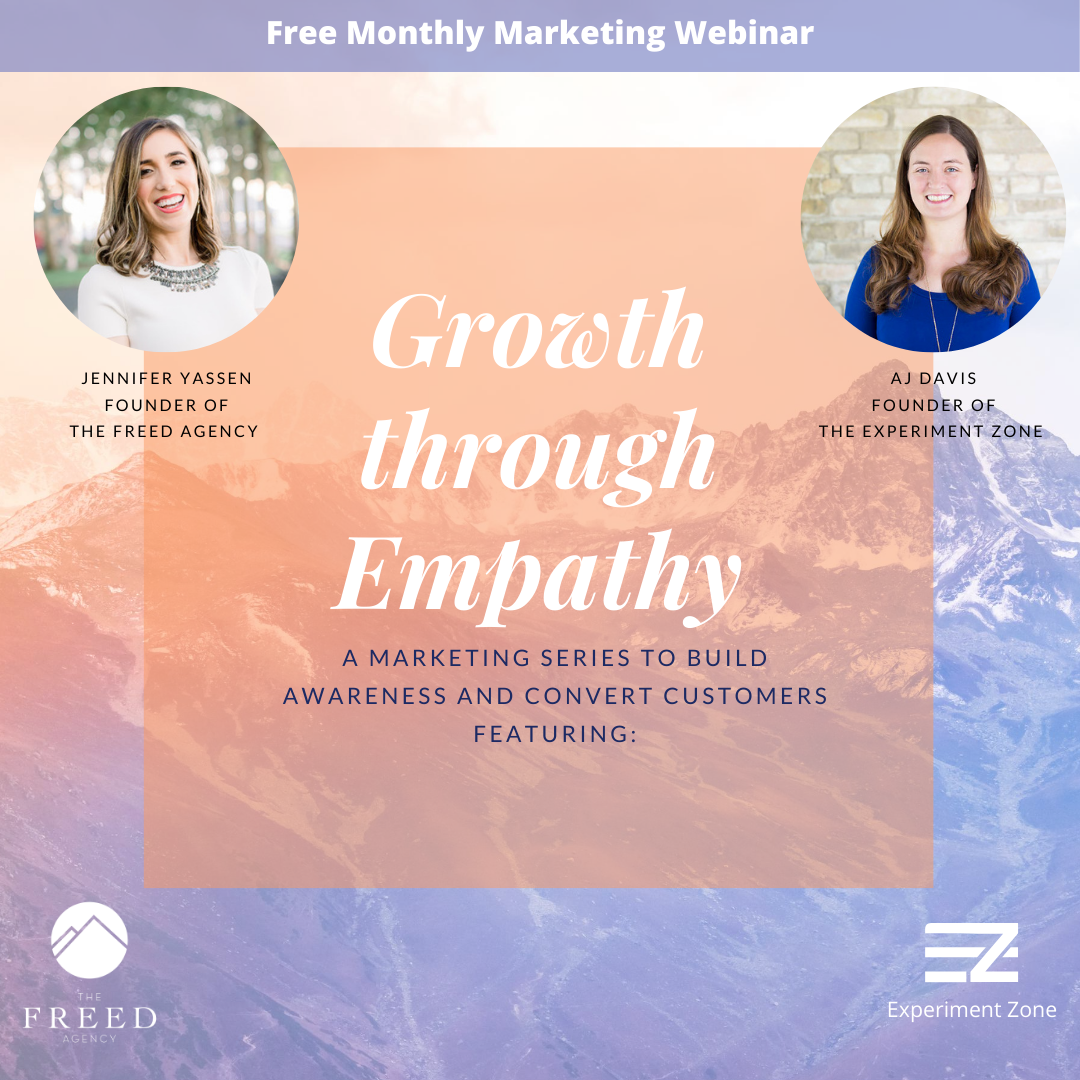 Free Monthly Marketing Webinar
JENNIFER YASSEN
FOUNDER OF
THE FREED AGENCY
AJ DAVIS
FOUNDER OF
THE EXPERIMENT ZONE
Growth
through
Empathy
A MARKETING SERIES TO BUILD
AWARENESS AND CONVERT CUSTOMERS
FEATURING:
THE
FREED
AGENCY
EZ
Experiment Zone